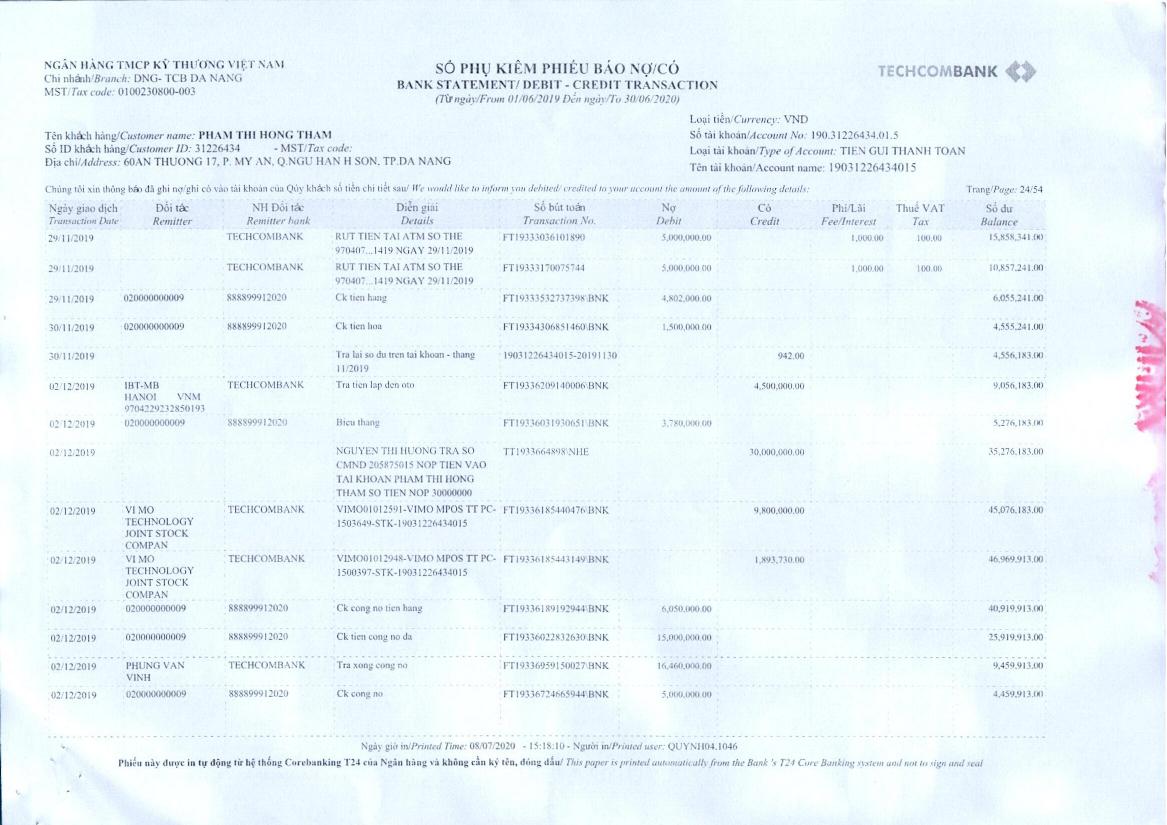 NGÂN HÀNG TMCP KỸ THƯƠNG VIỆT NAM
Chi nhánh/Branch: DNG- TCB DA NANG
MST/Tax code: 0100230800-003
SỔ PHỤ KIÊM PHIẾU BÁO NỢ/CÓ
BANK STATEMENT/ DEBIT - CREDIT TRANSACTION
(Từ ngày/From 01/06/2019 Đến ngày/To 30/06/2020)
TECHCOMBANK
Tên khách hàng/Customer name: PHAM THI HONG THAM
Số ID khách hàng/Customer ID: 31226434 - MST/Tax code:
Địa chỉ/Address: 60AN THUONG 17, P. MY AN, Q.NGU HAN H SON, TP.DA NANG
Loại tiền/Currency: VND
Số tài khoản/Account No: 190.31226434.01.5
Loại tài khoản/Type of Account: TIEN GUI THANH TOAN
Tên tài khoản/Account name: 19031226434015
Chúng tôi xin thông báo đã ghi nợ/ghi có vào tài khoản của Qúy khách số tiền chi tiết sau/ We would like to inform you debited/ credited to your account the amount of the following details:
Trang/Page: 24/54
Ngày giao dịch Đối tác NH Đối tác Diễn giải Số bút toán Nợ Có Phí/Lãi Thuế VAT Số dư
Transaction Date Remitter Remitter bank Details Transaction No. Debit Credit Fee/Interest Tax Balance
29/11/2019 TECHCOMBANK RUT TIEN TAI ATM SO THE FT19333036101890 5,000,000.00 1,000.00 100.00 15,858,341.00
970407...1419 NGAY 29/11/2019
29/11/2019 TECHCOMBANK RUT TIEN TAI ATM SO THE FT19333170075744 5,000,000.00 1,000.00 100.00 10,857,241.00
970407...1419 NGAY 29/11/2019
29/11/2019 020000000009 888899912020 Ck tien hang FT19333532737398\BNK 4,802,000.00 6,055,241.00
30/11/2019 020000000009 888899912020 Ck tien hoa FT19334306851460\BNK 1,500,000.00 4,555,241.00
30/11/2019 Tra lai so du tren tai khoan - thang 19031226434015-20191130 942.00 4,556,183.00
11/2019
02/12/2019 IBT-MB TECHCOMBANK Tra tien lap den oto FT19336209140006\BNK 4,500,000.00 9,056,183.00
HANOI VNM
9704229232850193
02/12/2019 020000000009 888899912020 Bieu thang FT19336031930651\BNK 3,780,000.00 5,276,183.00
02/12/2019 NGUYEN THI HUONG TRA SO TT1933664898\NHE 30,000,000.00 35,276,183.00
CMND 205875015 NOP TIEN VAO
TAI KHOAN PHAM THI HONG
THAM SO TIEN NOP 30000000
02/12/2019 VI MO TECHCOMBANK VIMO01012591-VIMO MPOS TT PC- FT19336185440476\BNK 9,800,000.00 45,076,183.00
TECHNOLOGY 1503649-STK-19031226434015
JOINT STOCK
COMPAN
02/12/2019 VI MO TECHCOMBANK VIMO01012948-VIMO MPOS TT PC- FT19336185443149\BNK 1,893,730.00 46,969,913.00
TECHNOLOGY 1500397-STK-19031226434015
JOINT STOCK
COMPAN
02/12/2019 020000000009 888899912020 Ck cong no tien hang FT19336189192944\BNK 6,050,000.00 40,919,913.00
02/12/2019 020000000009 888899912020 Ck tien cong no da FT19336022832630\BNK 15,000,000.00 25,919,913.00
02/12/2019 PHUNG VAN TECHCOMBANK Tra xong cong no FT19336959150027\BNK 16,460,000.00 9,459,913.00
VINH
02/12/2019 020000000009 888899912020 Ck cong no FT19336724665944\BNK 5,000,000.00 4,459,913.00
Ngày giờ in/Printed Time: 08/07/2020 - 15:18:10 - Người in/Printed user: QUYNH04.1046
Phiếu này được in tự động từ hệ thống Corebanking T24 của Ngân hàng và không cần ký tên, đóng dấu/ This paper is printed automatically from the Bank 's T24 Core Banking system and not to sign and seal